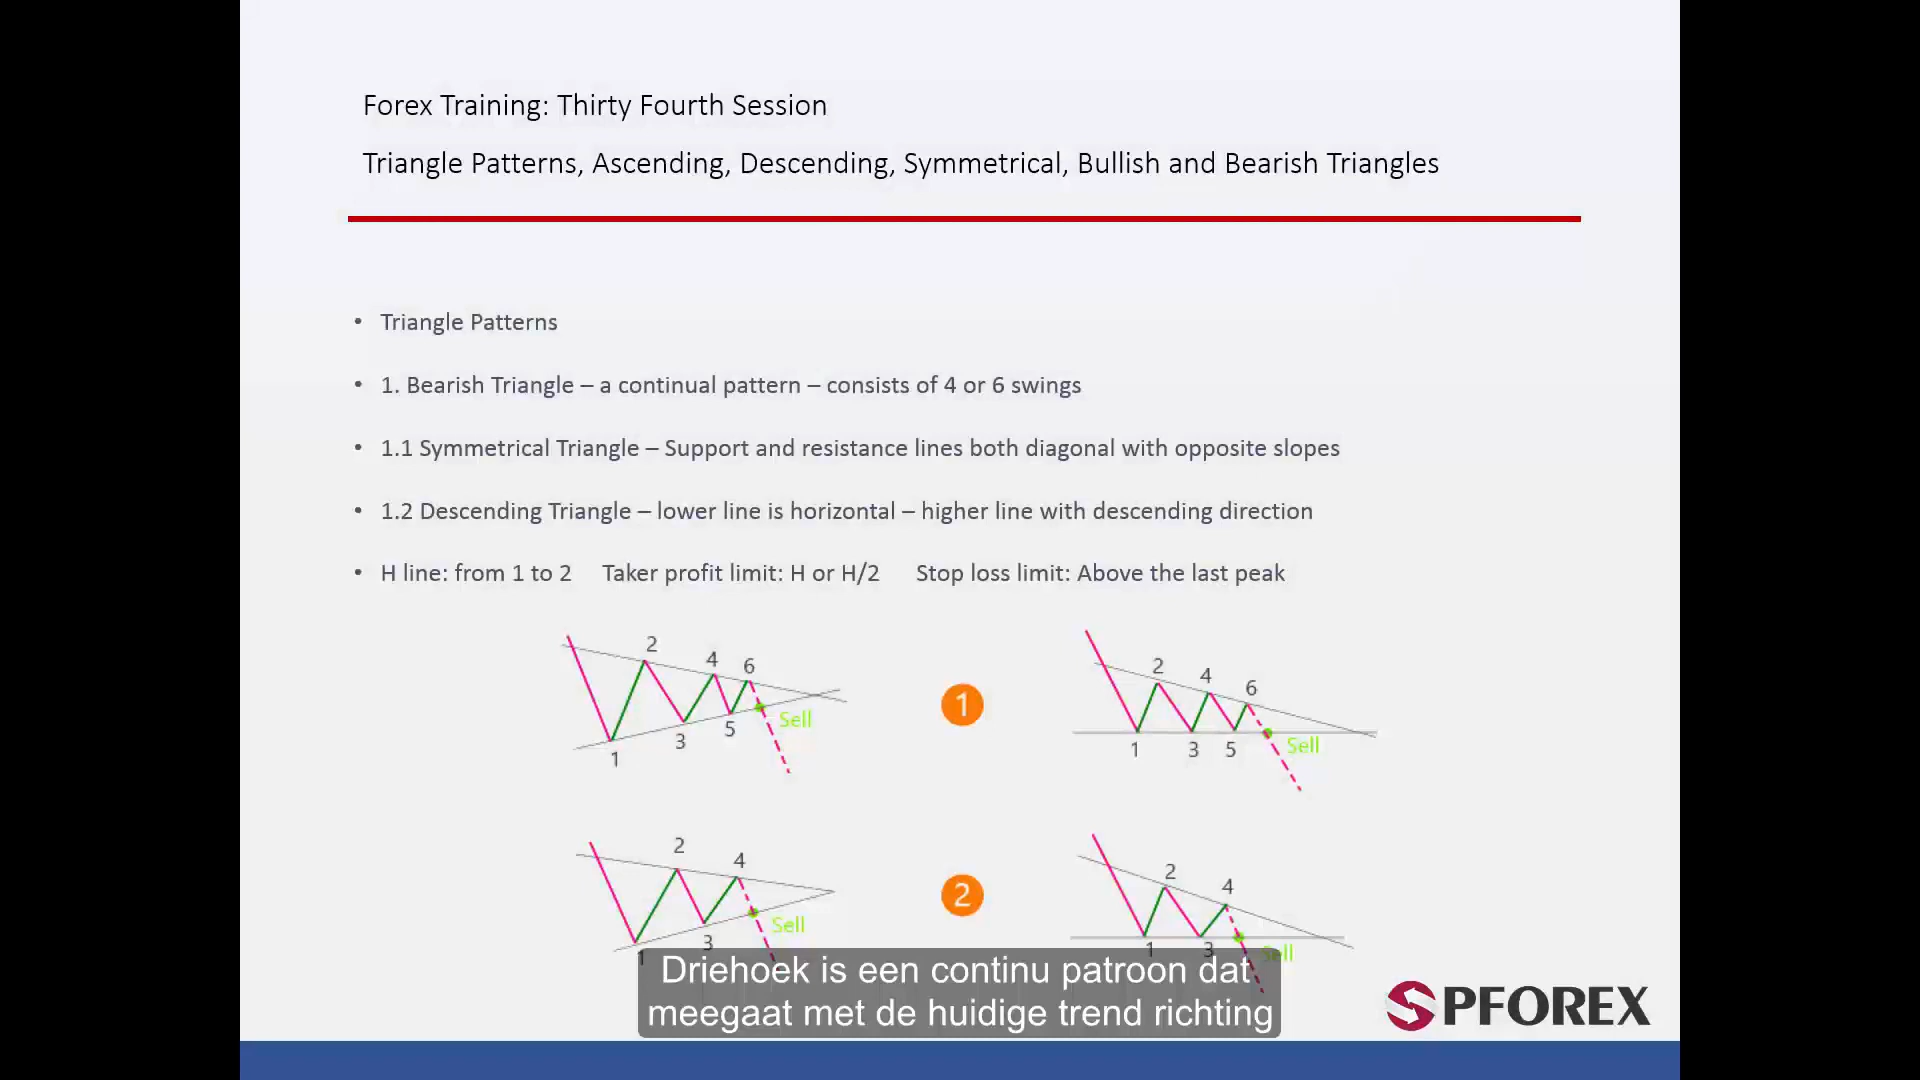 Forex Training: Thirty Fourth Session
Triangle Patterns, Ascending, Descending, Symmetrical, Bullish and Bearish Triangles
• Triangle Patterns
• 1. Bearish Triangle – a continual pattern – consists of 4 or 6 swings
• 1.1 Symmetrical Triangle – Support and resistance lines both diagonal with opposite slopes
• 1.2 Descending Triangle – lower line is horizontal – higher line with descending direction
• H line: from 1 to 2 Taker profit limit: H or H/2 Stop loss limit: Above the last peak
2 4 6
Sell
5
3
1
1
2 4 6
Sell
1 3 5
2 4
Sell
3
1
2
2 4
Sell
1 3
Driehoek is een continu patroon dat
meegaat met de huidige trend richting
SPFOREX